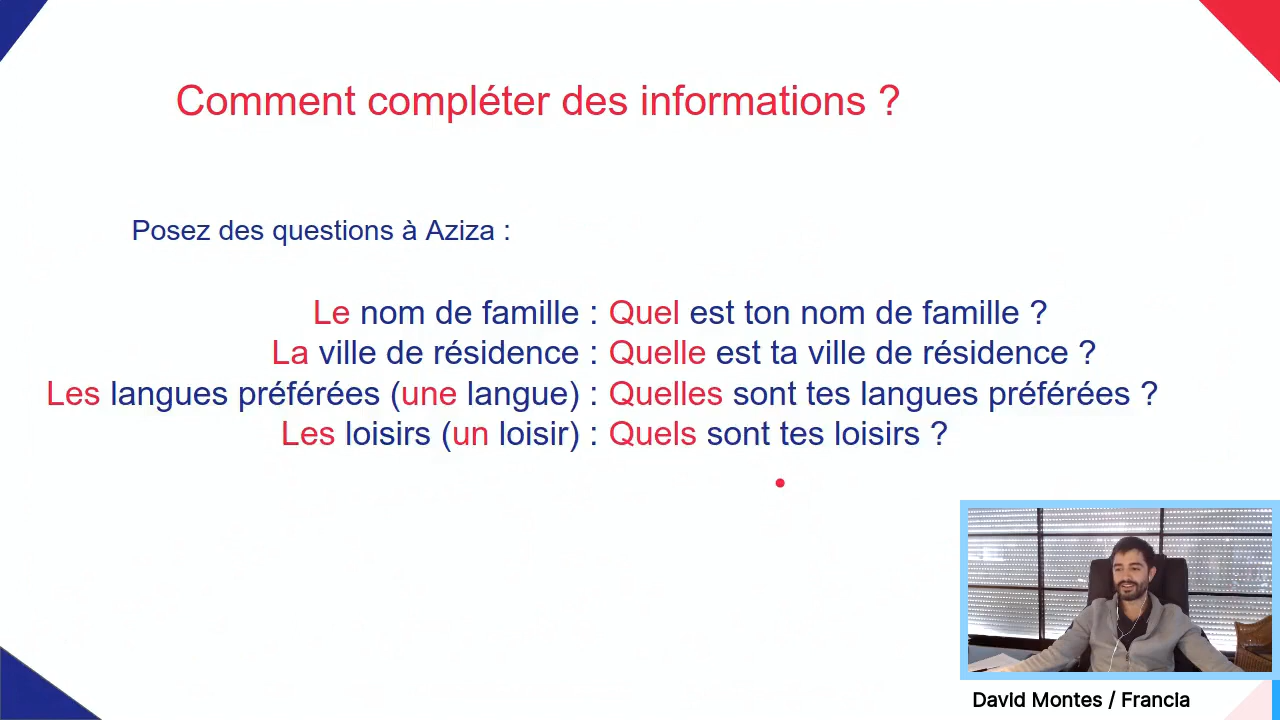 Comment compléter des informations ?
Posez des questions à Aziza :
Le nom de famille : Quel est ton nom de famille ?
La ville de résidence : Quelle est ta ville de résidence ?
Les langues préférées (une langue) : Quelles sont tes langues préférées ?
Les loisirs (un loisir) : Quels sont tes loisirs ?
David Montes / Francia